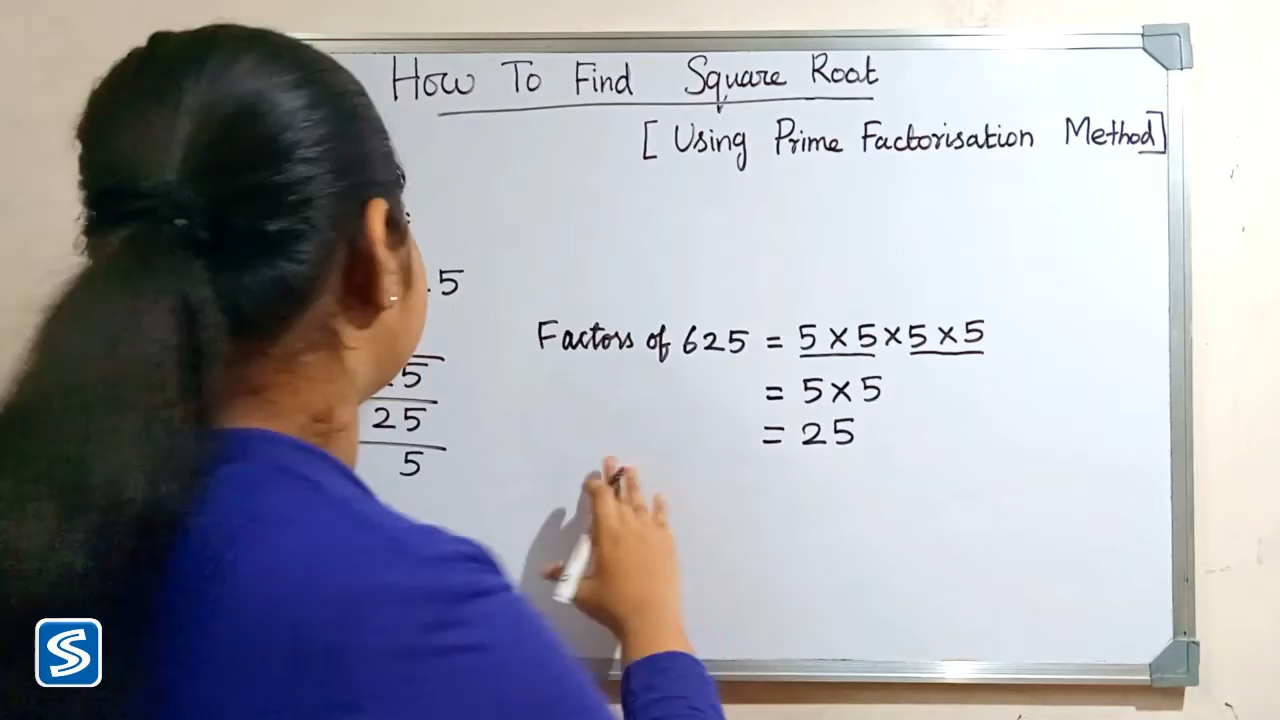 How To Find Square Root
[ Using Prime Factorisation Method ]
5
Factors of 625 = 5 × 5 × 5 × 5
= 5 × 5
= 25
5
25
5
S